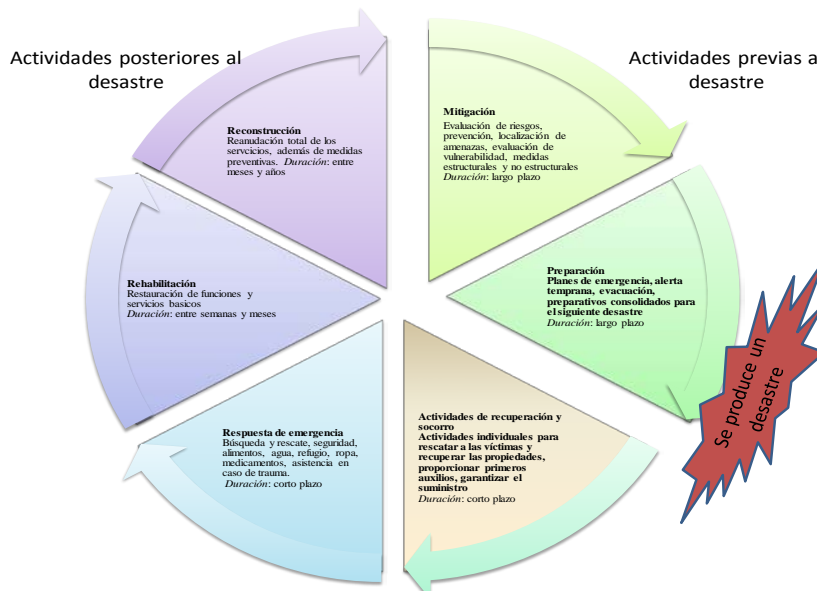 Actividades posteriores al
desastre
Actividades previas a
desastre
Mitigación
Evaluación de riesgos,
prevención, localización de
amenazas, evaluación de
vulnerabilidad, medidas
estructurales y no estructurales
Duración: largo plazo
Preparación
Planes de emergencia, alerta
temprana, evacuación,
preparativos consolidados para
el siguiente desastre
Duración: largo plazo
Se produce un
desastre
Actividades de recuperación y
socorro
Actividades individuales para
rescatar a las víctimas y
recuperar las propiedades,
proporcionar primeros
auxilios, garantizar el
suministro
Duración: corto plazo
Respuesta de emergencia
Búsqueda y rescate, seguridad,
alimentos, agua, refugio, ropa,
medicamentos, asistencia en
caso de trauma.
Duración: corto plazo
Rehabilitación
Restauración de funciones y
servicios basicos
Duración: entre semanas y meses
Reconstrucción
Reanudación total de los
servcicios, además de medidas
preventivas. Duración: entre
meses y años